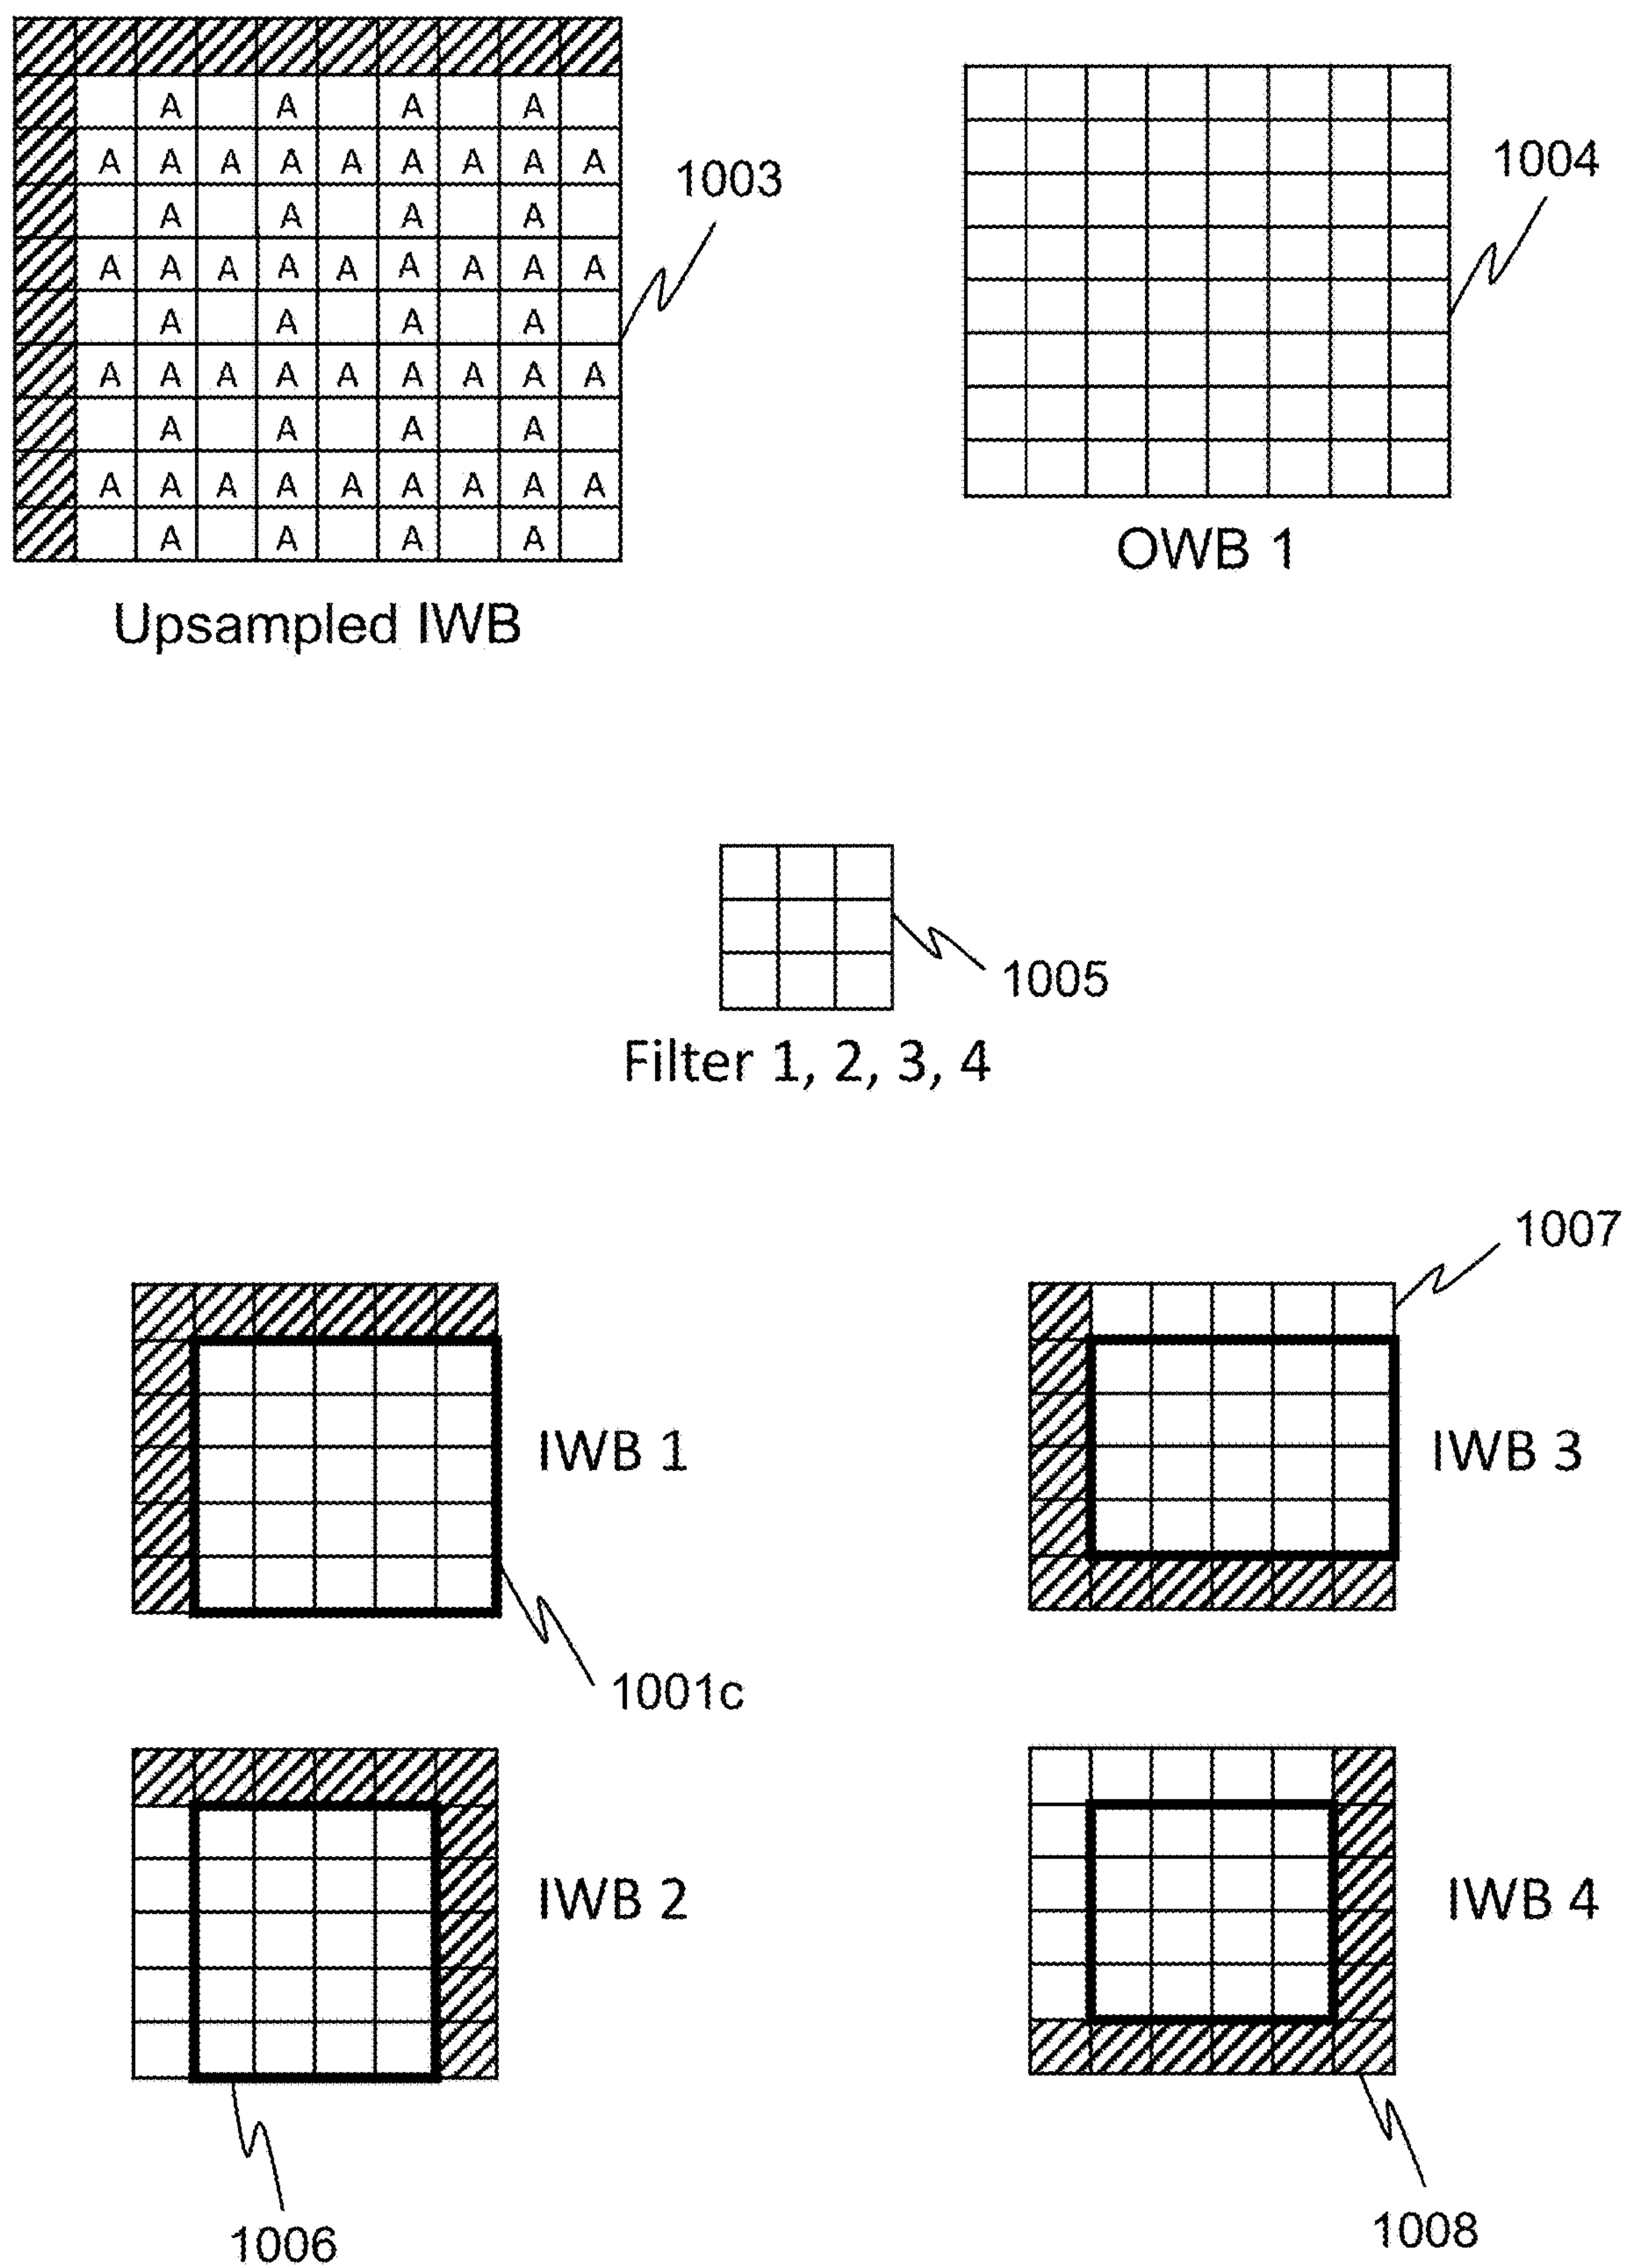 A A A A
A A A A A A A A A
A A A A
A A A A A A A A A
A A A A
A A A A A A A A A
A A A A
A A A A A A A A A
A A A A
1003
Upsampled IWB
1004
OWB 1
1005
Filter 1, 2, 3, 4
1007
IWB 1
IWB 3
1001c
IWB 2
IWB 4
1006
1008